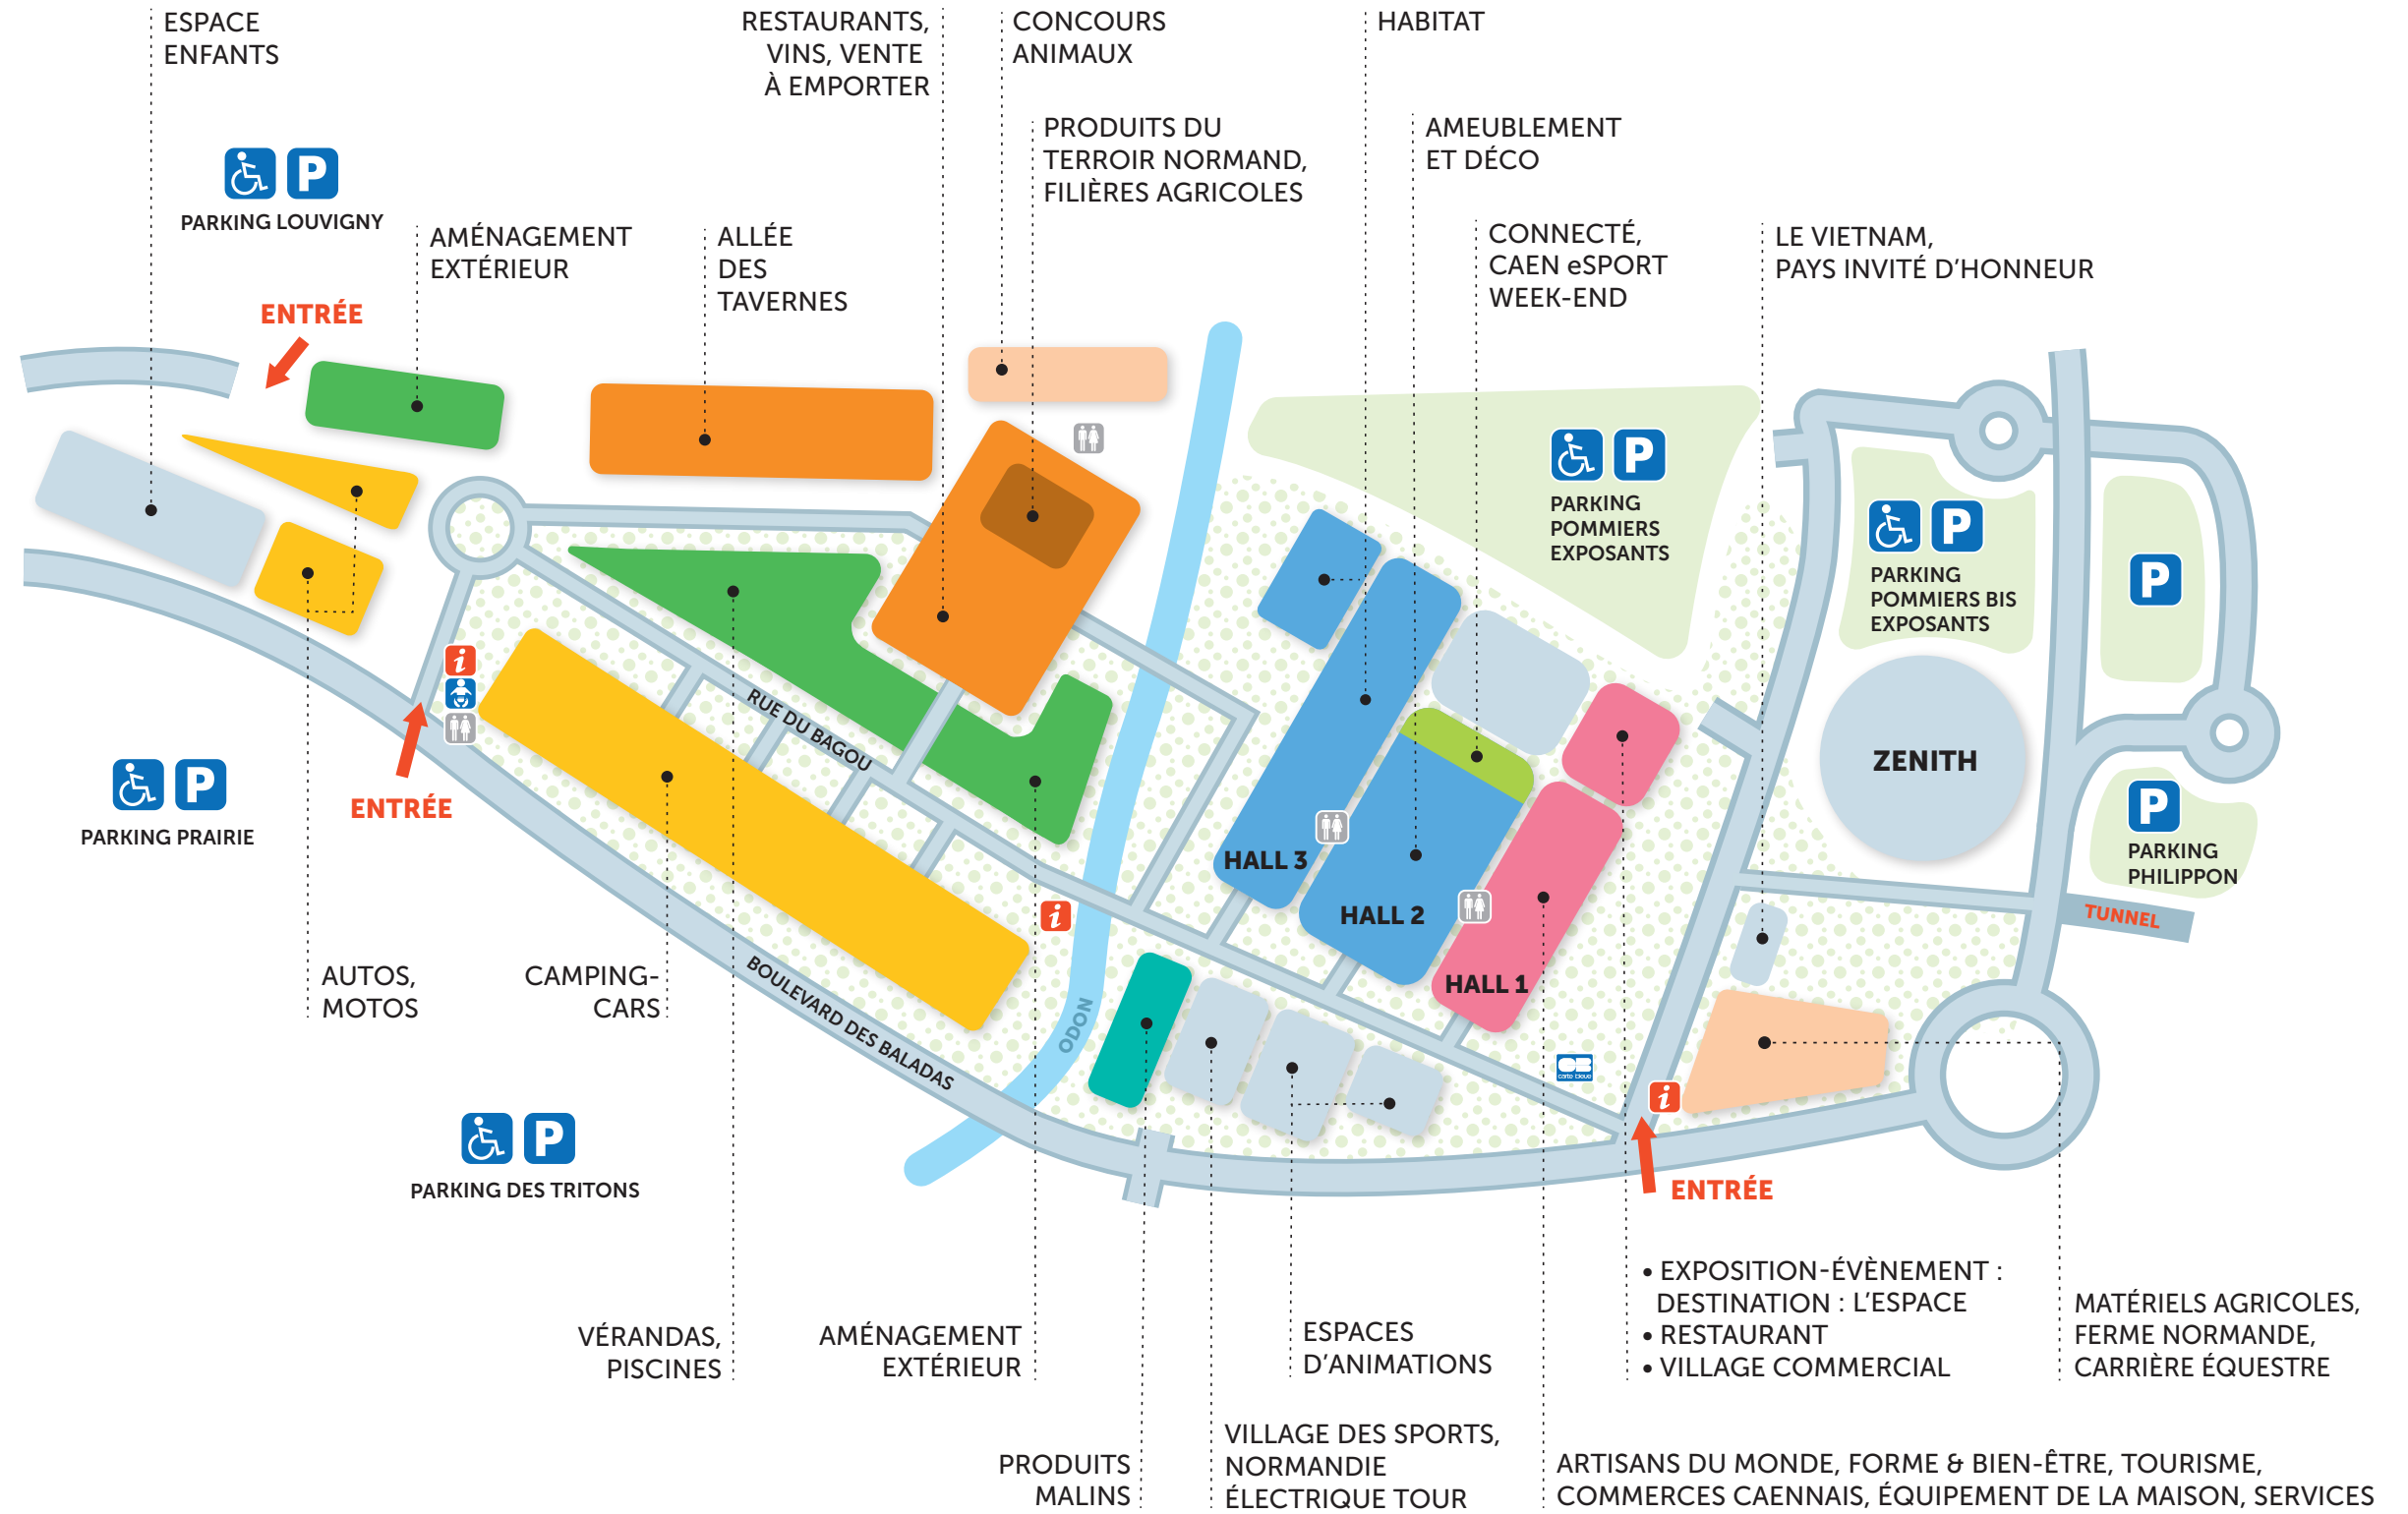 ESPACE
ENFANTS
RESTAURANTS,
VINS, VENTE
À EMPORTER
CONCOURS
ANIMAUX
HABITAT
PRODUITS DU
TERROIR NORMAND,
FILIÈRES AGRICOLES
AMEUBLEMENT
ET DÉCO
P
PARKING LOUVIGNY
AMÉNAGEMENT
EXTÉRIEUR
ALLÉE
DES
TAVERNES
CONNECTÉ,
CAEN eSPORT
WEEK-END
LE VIETNAM,
PAYS INVITÉ D'HONNEUR
ENTRÉE
P
PARKING
POMMIERS
EXPOSANTS
P
PARKING
POMMIERS BIS
EXPOSANTS
P
i
RUE DU BAGOU
ZENITH
P
PARKING PRAIRIE
ENTRÉE
P
PARKING
PHILIPPON
HALL 3
HALL 2
HALL 1
i
TUNNEL
AUTOS,
MOTOS
CAMPING-
CARS
BOULEVARD DES BALADAS
ODON
CB
carte bleue
i
P
PARKING DES TRITONS
ENTRÉE
VÉRANDAS,
PISCINES
AMÉNAGEMENT
EXTÉRIEUR
ESPACES
D'ANIMATIONS
• EXPOSITION-ÉVÈNEMENT :
DESTINATION : L'ESPACE
• RESTAURANT
• VILLAGE COMMERCIAL
MATÉRIELS AGRICOLES,
FERME NORMANDE,
CARRIÈRE ÉQUESTRE
PRODUITS
MALINS
VILLAGE DES SPORTS,
NORMANDIE
ÉLECTRIQUE TOUR
ARTISANS DU MONDE, FORME & BIEN-ÊTRE, TOURISME,
COMMERCES CAENNAIS, ÉQUIPEMENT DE LA MAISON, SERVICES